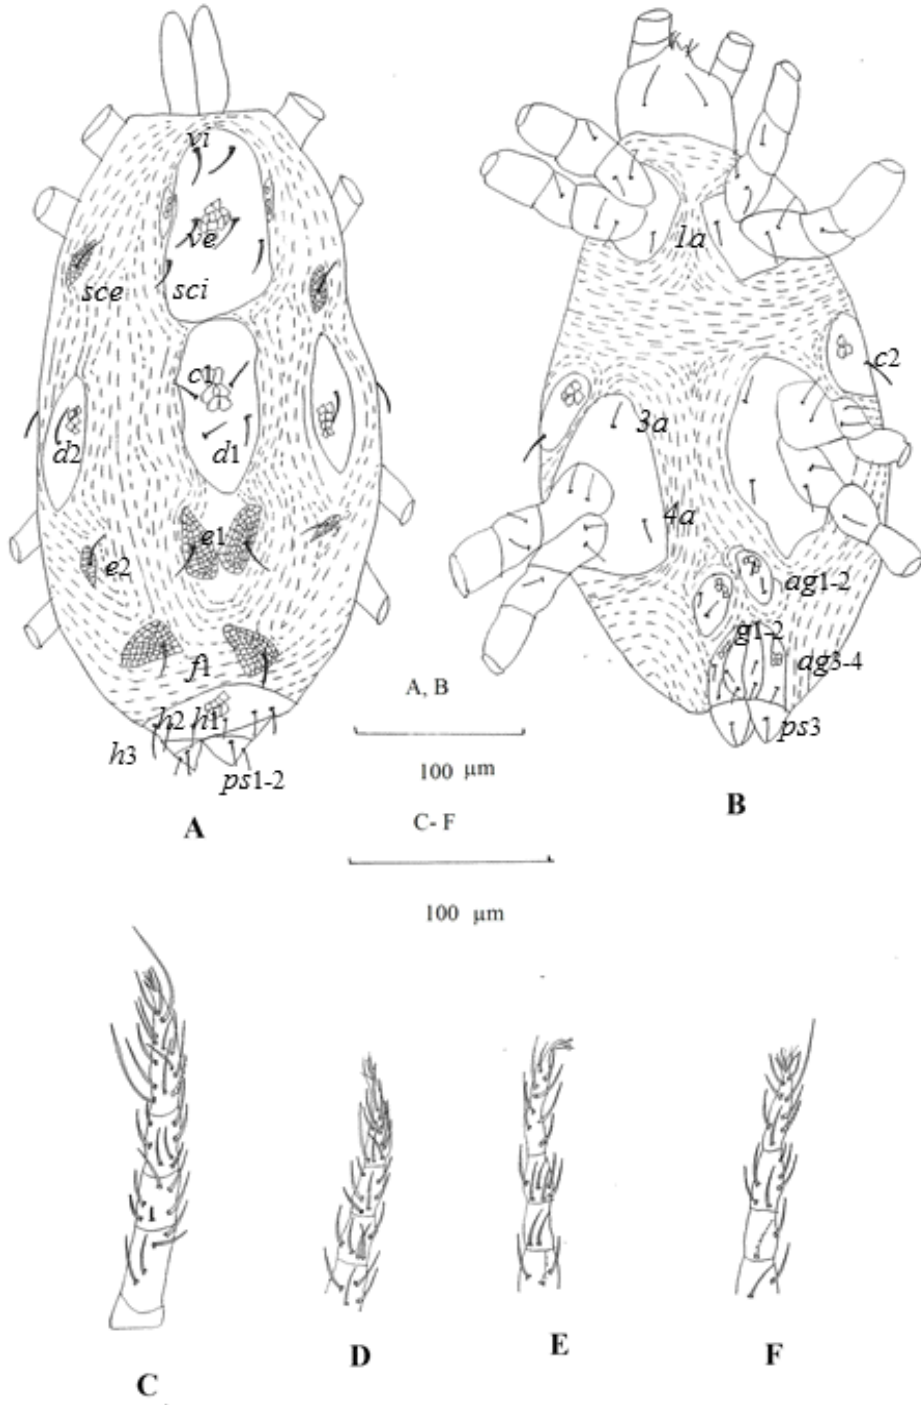 vi
ve
sce
sci
c1
d2
d1
e1
e2
f1
h2 h1
h3
ps1-2
A
1a
c2
3a
4a
ag1-2
g1-2
ag3-4
ps3
B
A, B
100 µm
C- F
100 µm
C
D
E
F